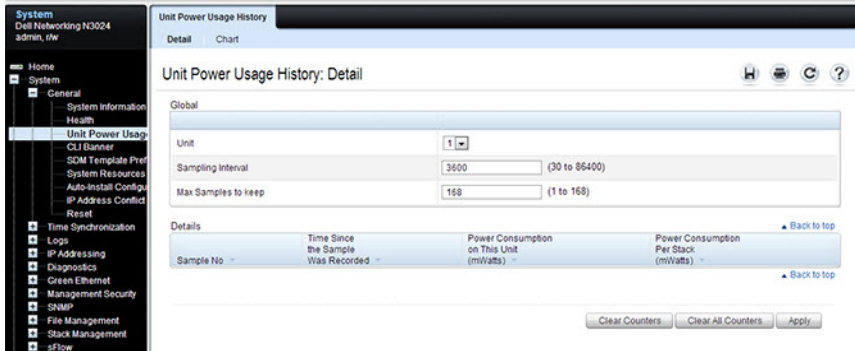 System
Dell Networking N3024
admin, r/w
Home
System
General
System Information
Health
Unit Power Usag
CLI Banner
SDM Template Pref
System Resources
Auto-Install Configu
IP Address Conflict
Reset
Time Synchronization
Logs
IP Addressing
Diagnostics
Green Ethernet
Management Security
SNMP
File Management
Stack Management
sFlow
Unit Power Usage History
Detail Chart
Unit Power Usage History: Detail
Global
Unit 1
Sampling Interval 3600 (30 to 86400)
Max Samples to keep 168 (1 to 168)
Details Back to top
Sample No
Time Since
the Sample
Was Recorded
Power Consumption
on This Unit
(mWatts)
Power Consumption
Per Stack
(mWatts)
Back to top
Clear Counters Clear All Counters Apply